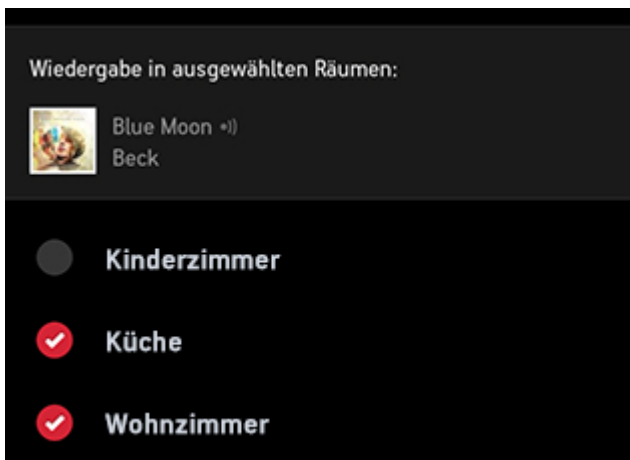 Wiedergabe in ausgewählten Räumen:
Blue Moon
Beck
Kinderzimmer
Küche
Wohnzimmer